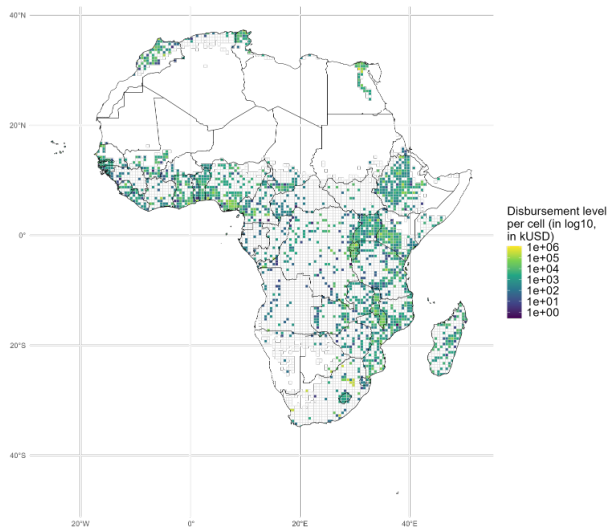 40°N
20°N
0°
20°S
40°S
20°W
0°
20°E
40°E
Disbursement level
per cell (in log10,
in kUSD)
1e+06
1e+05
1e+04
1e+03
1e+02
1e+01
1e+00